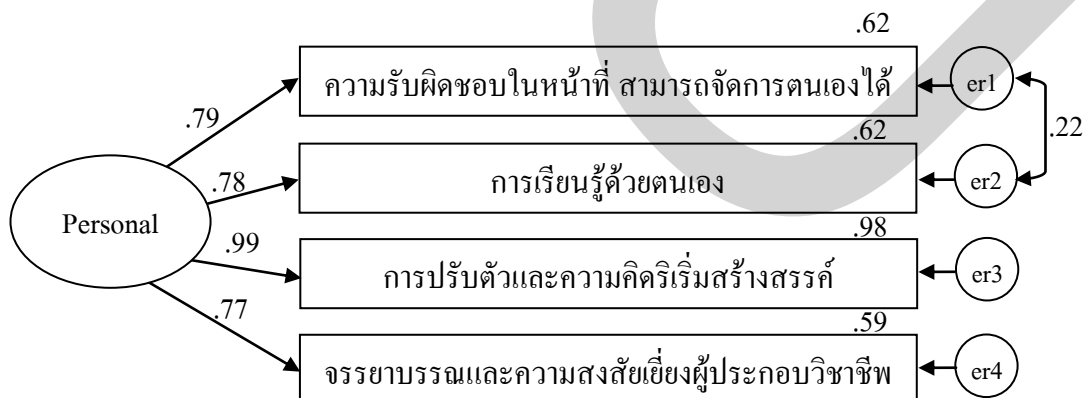 .62
ความรับผิดชอบในหน้าที่ สามารถจัดการตนเองได้
er1
.79
.22
.62
.78
การเรียนรู้ด้วยตนเอง
er2
Personal
.98
.99
การปรับตัวและความคิดริเริ่มสร้างสรรค์
er3
.77
.59
จรรยาบรรณและความสงสัยเยี่ยงผู้ประกอบวิชาชีพ
er4